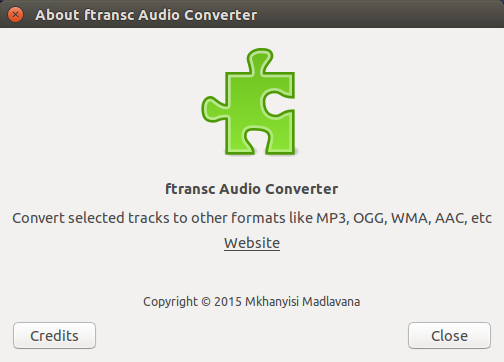 About ftransc Audio Converter
ftransc Audio Converter
Convert selected tracks to other formats like MP3, OGG, WMA, AAC, etc
Website
Copyright © 2015 Mkhanyisi Madlavana
Credits
Close